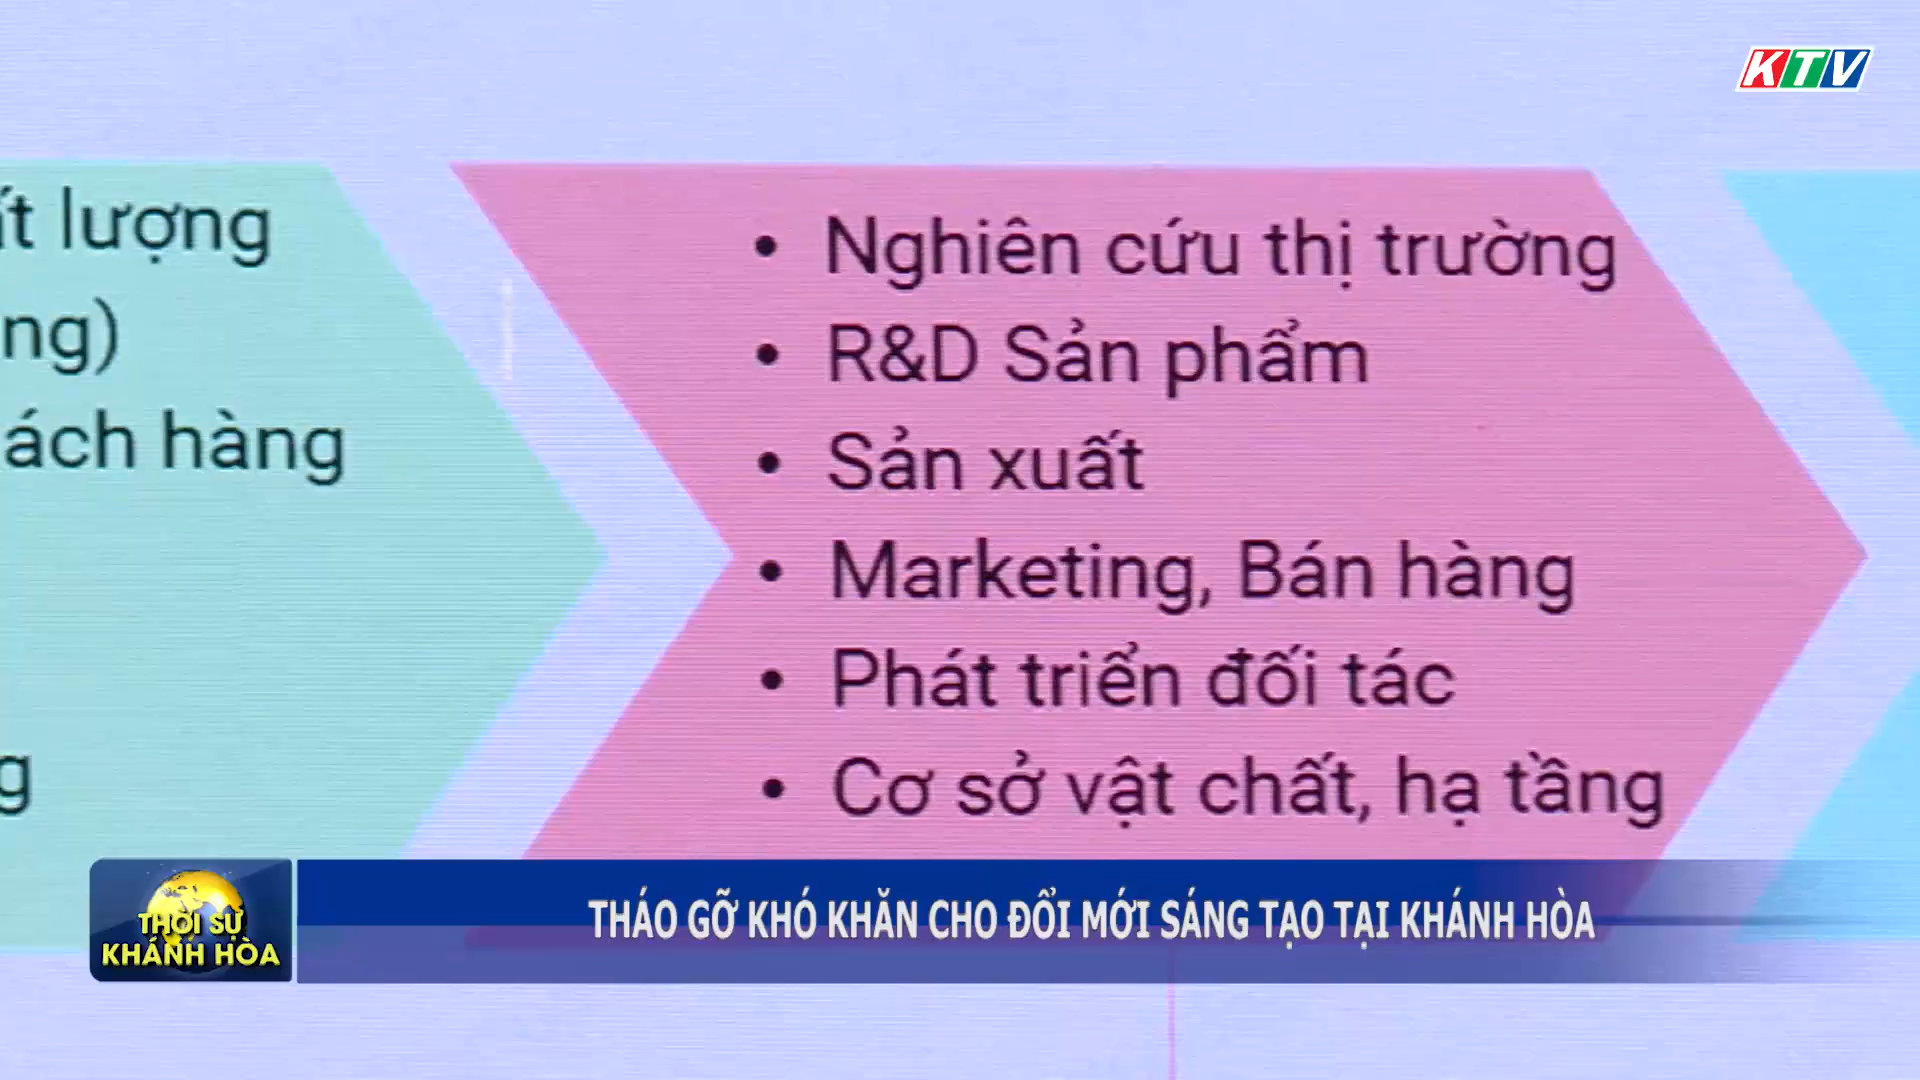 KTV
lượng
ng)
ách hàng
g
• Nghiên cứu thị trường
• R&D Sản phẩm
• Sản xuất
• Marketing, Bán hàng
• Phát triển đối tác
• Cơ sở vật chất, hạ tầng
THỜI SỰ
KHÁNH HÒA
THÁO GỠ KHÓ KHĂN CHO ĐỔI MỚI SÁNG TẠO TẠI KHÁNH HÒA